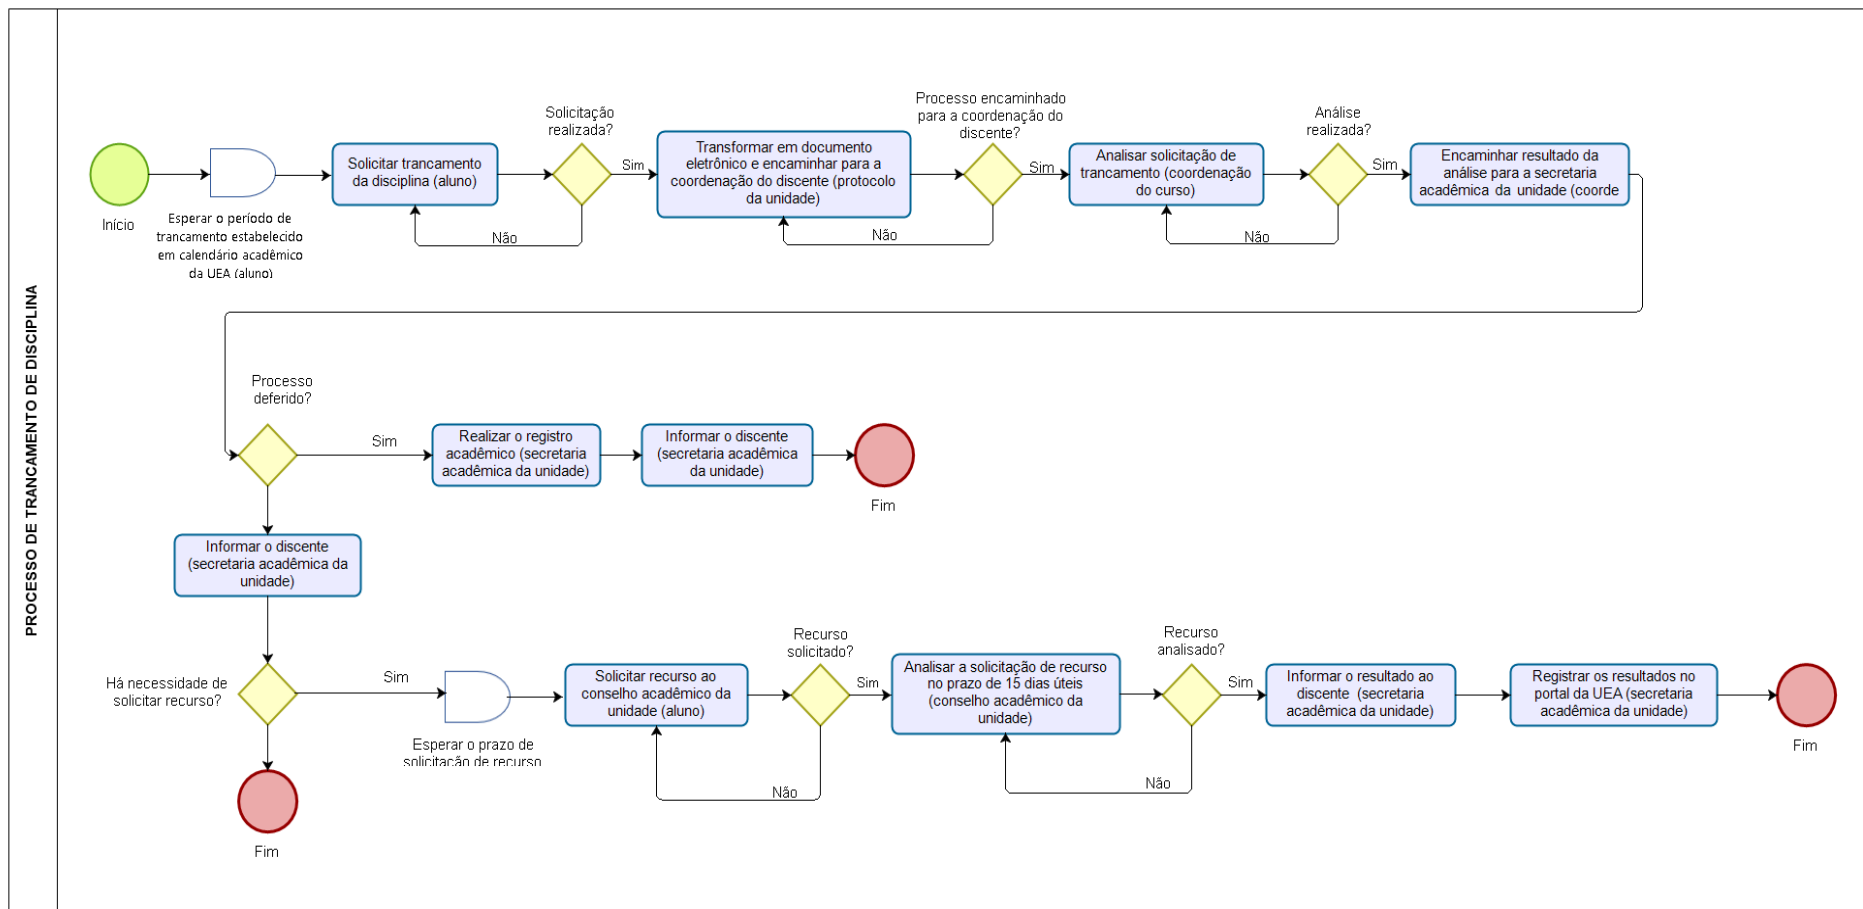 PROCESSO DE TRANCAMENTO DE DISCIPLINA
Início
Esperar o período de
trancamento estabelecido
em calendário acadêmico
da UEA (aluno)
Solicitar trancamento
da disciplina (aluno)
Solicitação
realizada?
Sim
Não
Transformar em documento
eletrônico e encaminhar para a
coordenação do discente (protocolo
da unidade)
Processo encaminhado
para a coordenação do
discente?
Sim
Não
Analisar solicitação de
trancamento (coordenação
do curso)
Análise
realizada?
Sim
Não
Encaminhar resultado da
análise para a secretaria
acadêmica da unidade (coorde
Processo
deferido?
Sim
Realizar o registro
acadêmico (secretaria
acadêmica da unidade)
Informar o discente
(secretaria acadêmica
da unidade)
Fim
Informar o discente
(secretaria acadêmica da
unidade)
Há necessidade de
solicitar recurso?
Sim
Fim
Esperar o prazo de
solicitação de recurso
Solicitar recurso ao
conselho acadêmico da
unidade (aluno)
Recurso
solicitado?
Sim
Não
Analisar a solicitação de recurso
no prazo de 15 dias úteis
(conselho acadêmico da
unidade)
Recurso
analisado?
Sim
Não
Informar o resultado ao
discente (secretaria
acadêmica da unidade)
Registrar os resultados no
portal da UEA (secretaria
acadêmica da unidade)
Fim